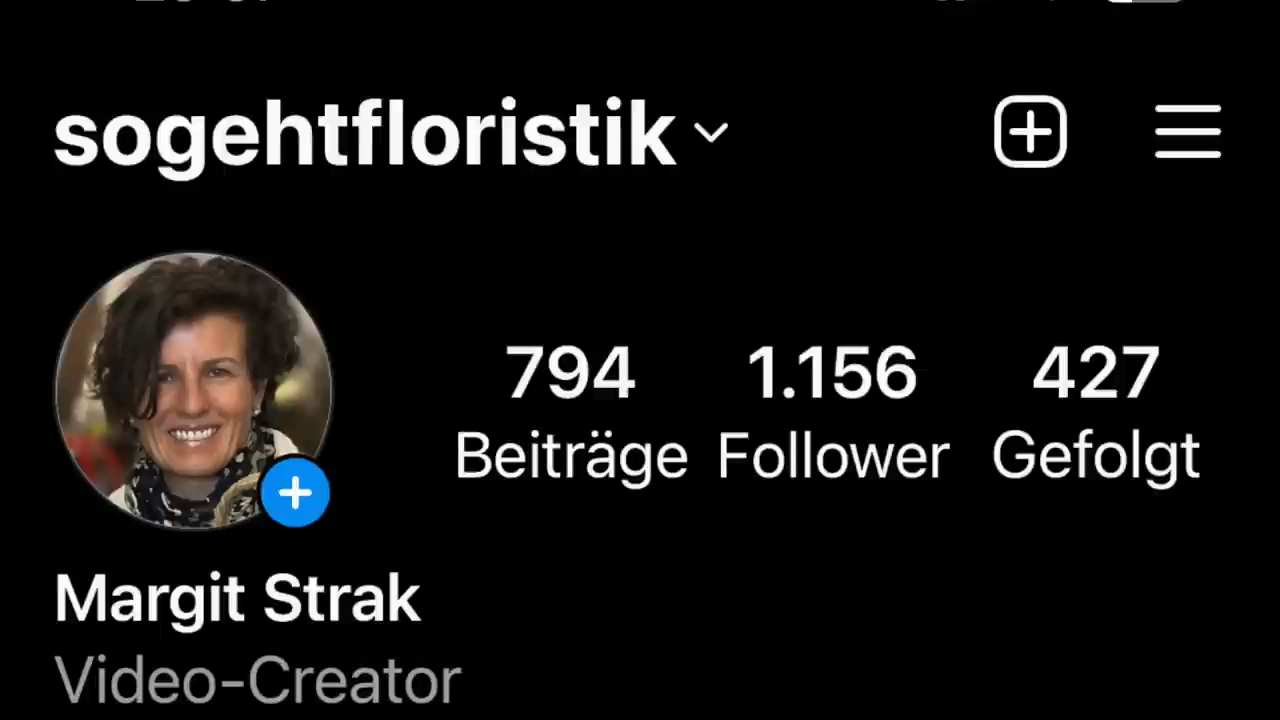 sogehtfloristik
794 1.156 427
Beiträge Follower Gefolgt
Margit Strak
Video-Creator